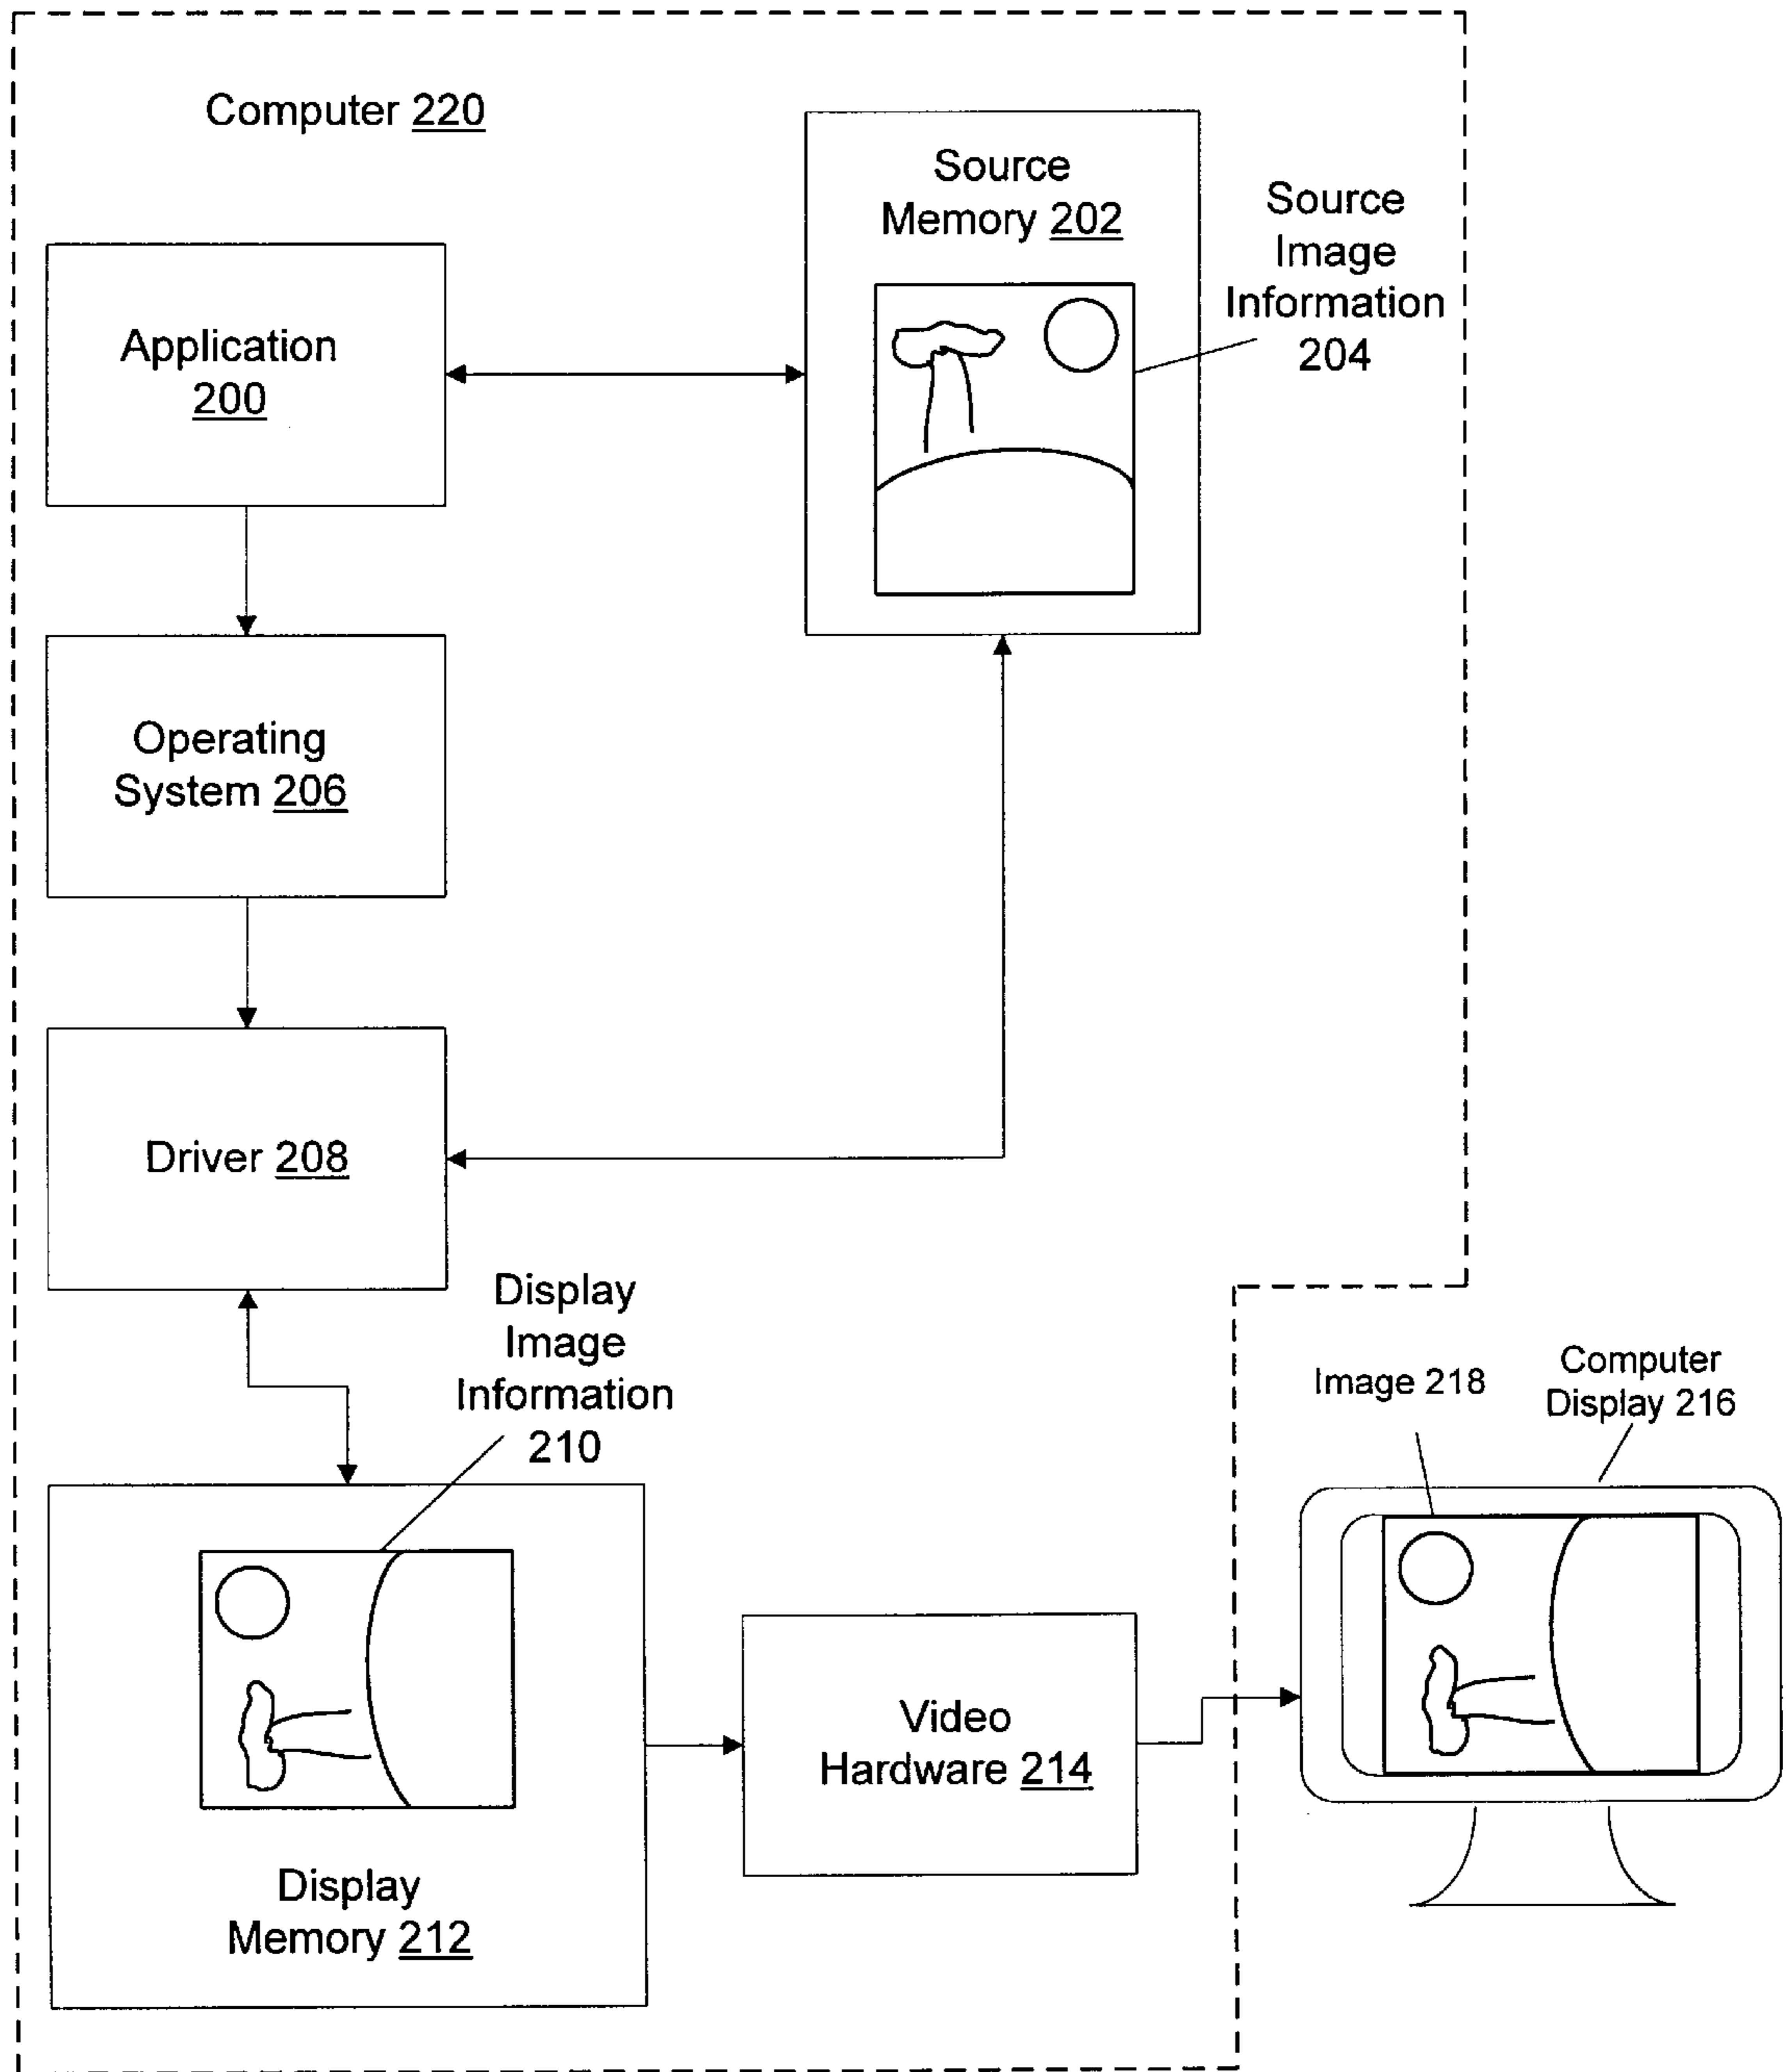 Computer 220
Source
Memory 202
Source
Image
Information
204
Application
200
Operating
System 206
Driver 208
Display
Image
Information
210
Image 218
Computer
Display 216
Video
Hardware 214
Display
Memory 212